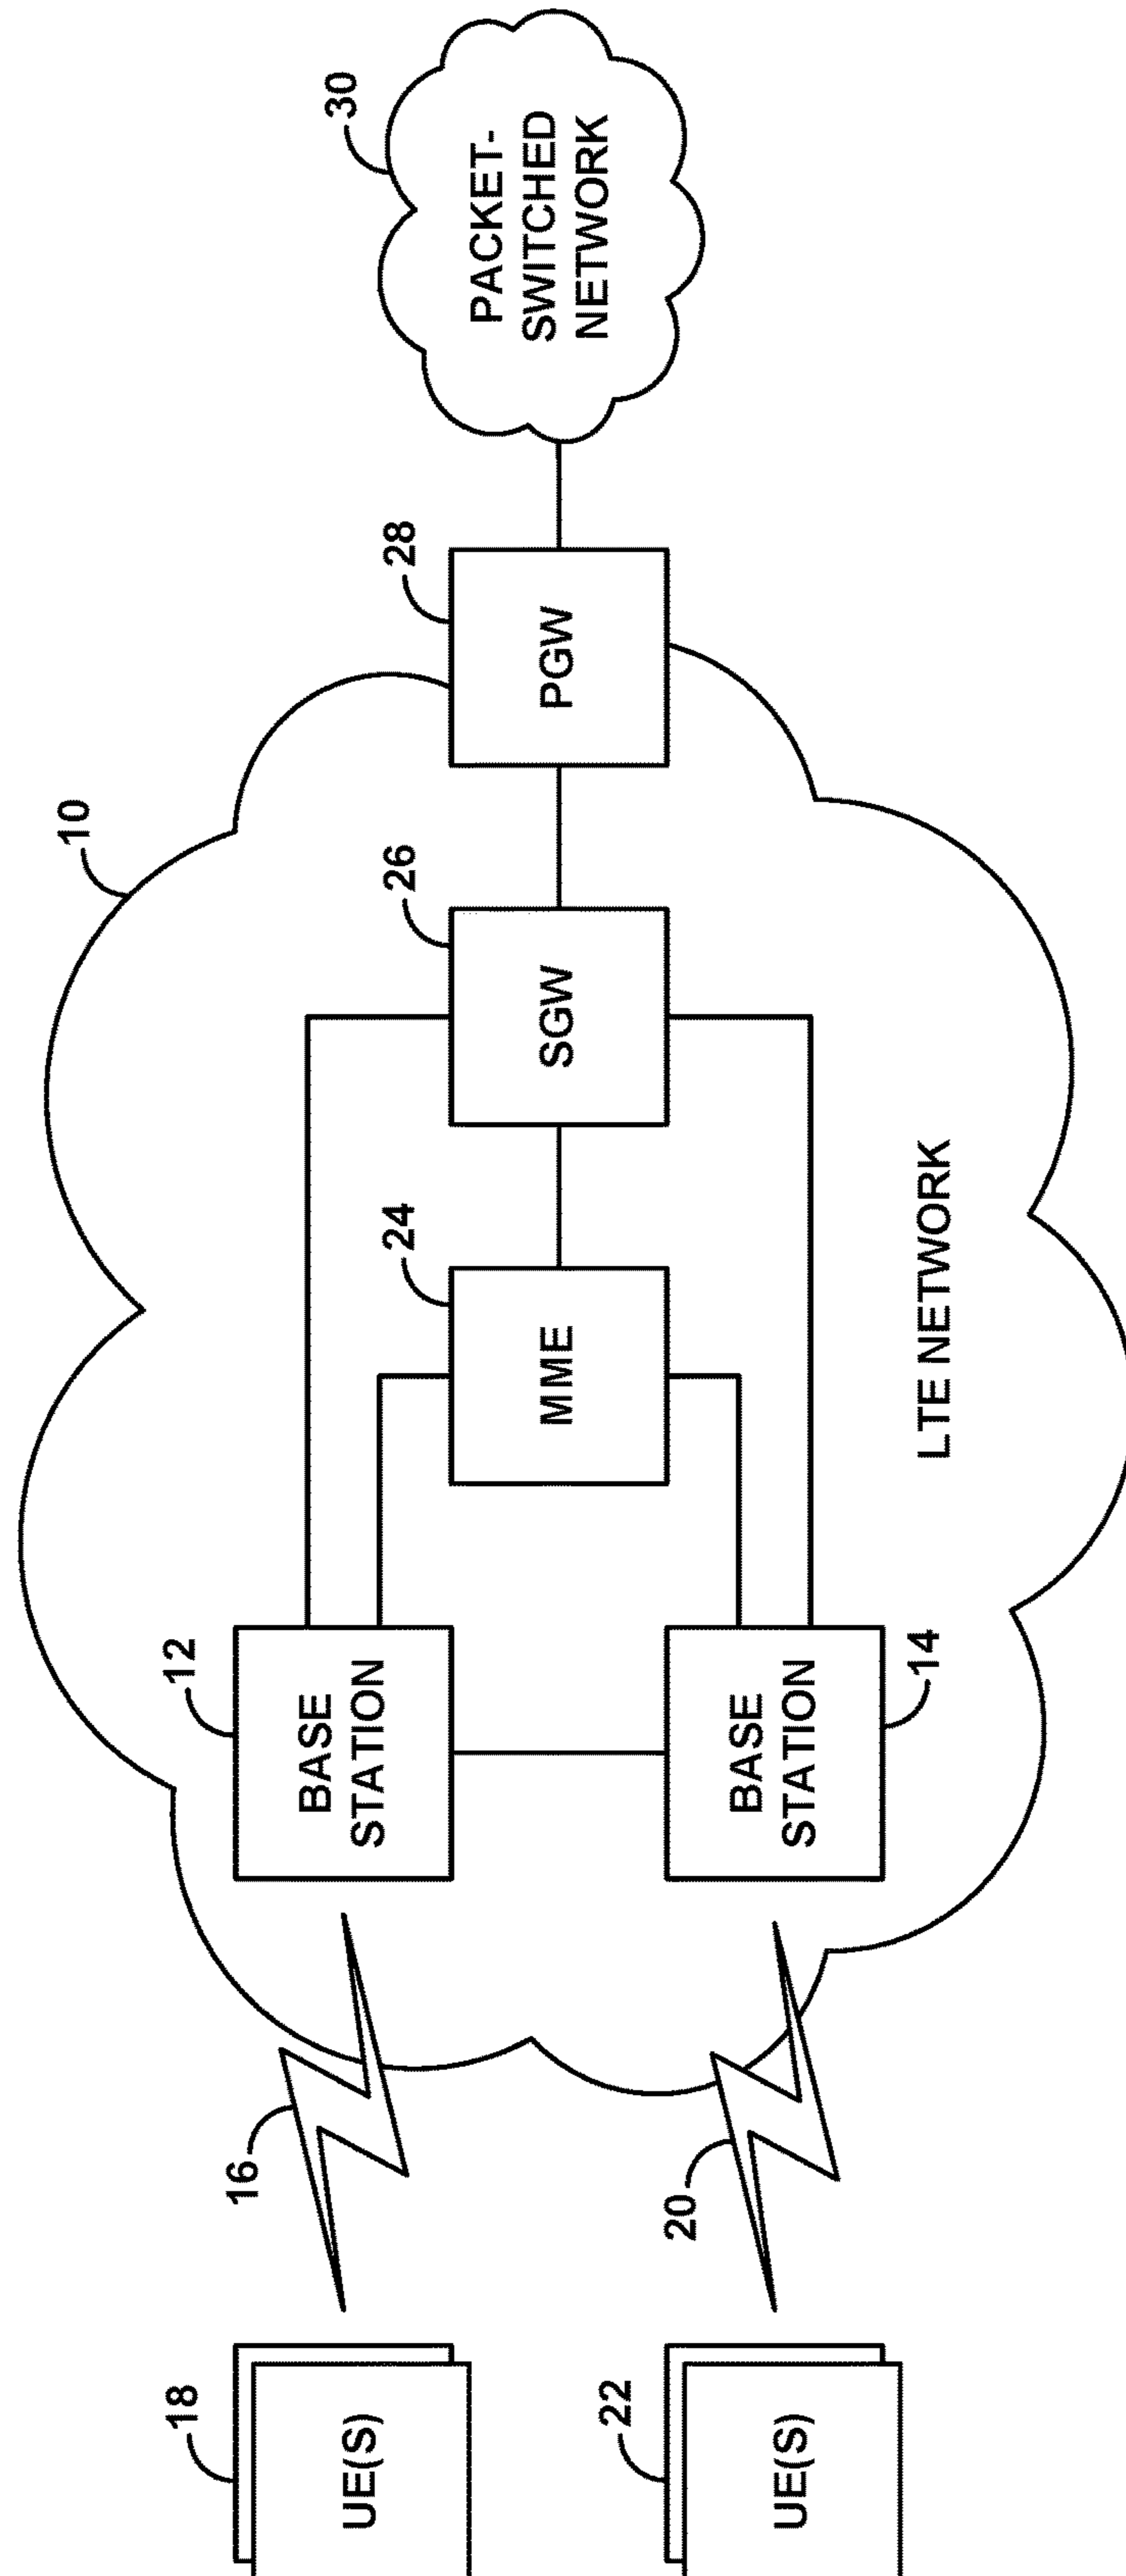 10
30
12
BASE
STATION
24
MME
26
SGW
28
PGW
PACKET-
SWITCHED
NETWORK
16
18
UE(S)
14
BASE
STATION
20
22
UE(S)
LTE NETWORK